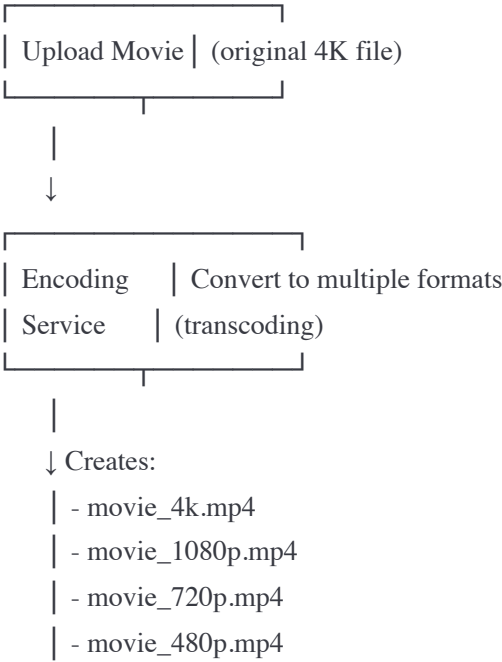 Upload Movie (original 4K file)
↓
Encoding Convert to multiple formats
Service (transcoding)
↓ Creates:
- movie_4k.mp4
- movie_1080p.mp4
- movie_720p.mp4
- movie_480p.mp4